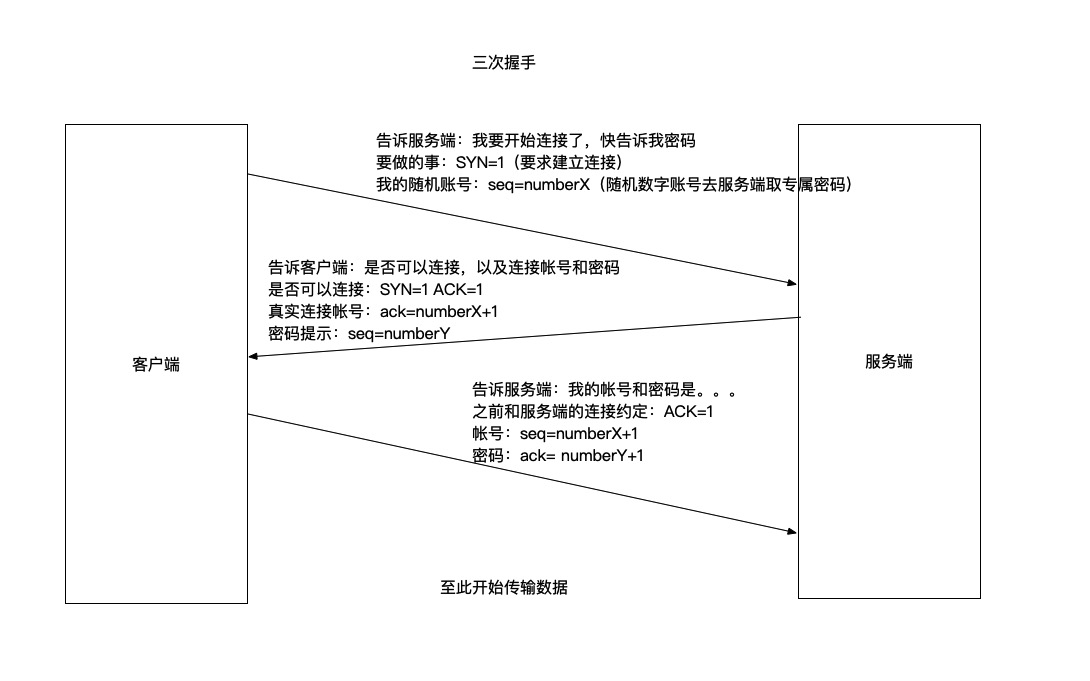 三次握手
告诉服务端：我要开始连接了，快告诉我密码
要做的事：SYN=1（要求建立连接）
我的随机账号：seq=numberX（随机数字账号去服务端取专属密码）
告诉客户端：是否可以连接，以及连接帐号和密码
是否可以连接：SYN=1 ACK=1
真实连接帐号：ack=numberX+1
密码提示：seq=numberY
客户端
服务端
告诉服务端：我的帐号和密码是。。。
之前和服务端的连接约定：ACK=1
帐号：seq=numberX+1
密码：ack= numberY+1
至此开始传输数据